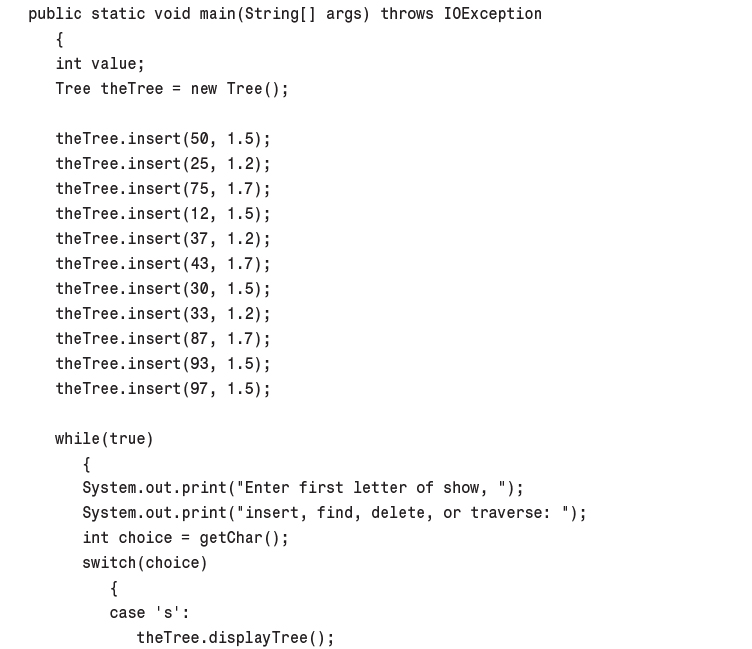 public static void main(String[] args) throws IOException
{
int value;
Tree theTree = new Tree();
theTree.insert(50, 1.5);
theTree.insert(25, 1.2);
theTree.insert(75, 1.7);
theTree.insert(12, 1.5);
theTree.insert(37, 1.2);
theTree.insert(43, 1.7);
theTree.insert(30, 1.5);
theTree.insert(33, 1.2);
theTree.insert(87, 1.7);
theTree.insert(93, 1.5);
theTree.insert(97, 1.5);
while(true)
{
System.out.print("Enter first letter of show, ");
System.out.print("insert, find, delete, or traverse: ");
int choice = getChar();
switch(choice)
{
case 's':
theTree.displayTree();